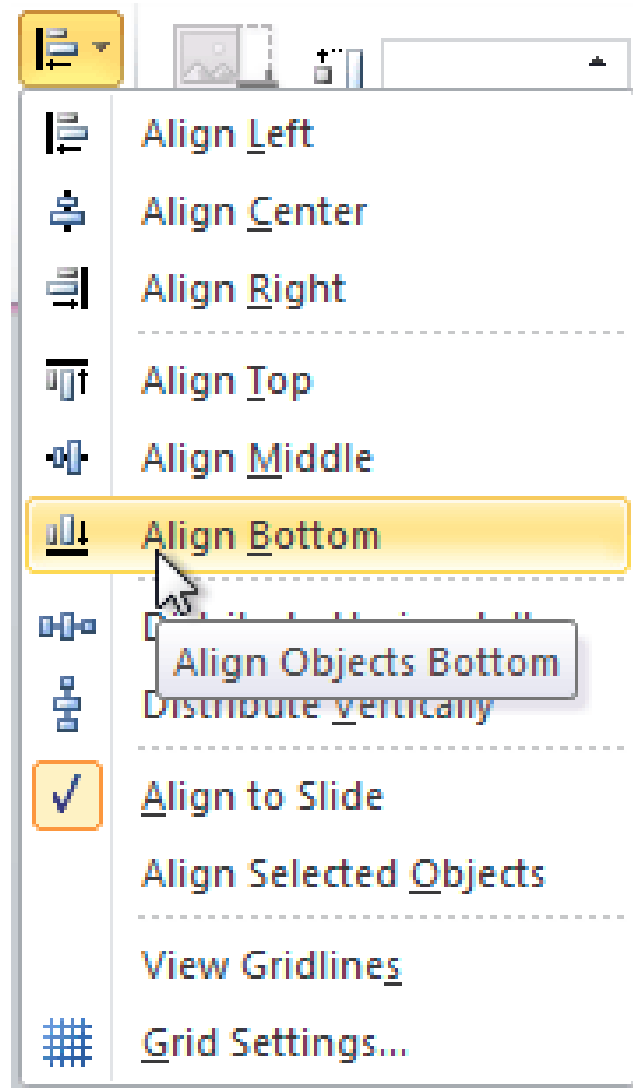 Align Left
Align Center
Align Right
Align Top
Align Middle
Align Bottom
Align Objects Bottom
Distribute Vertically
Align to Slide
Align Selected Objects
View Gridlines
Grid Settings...